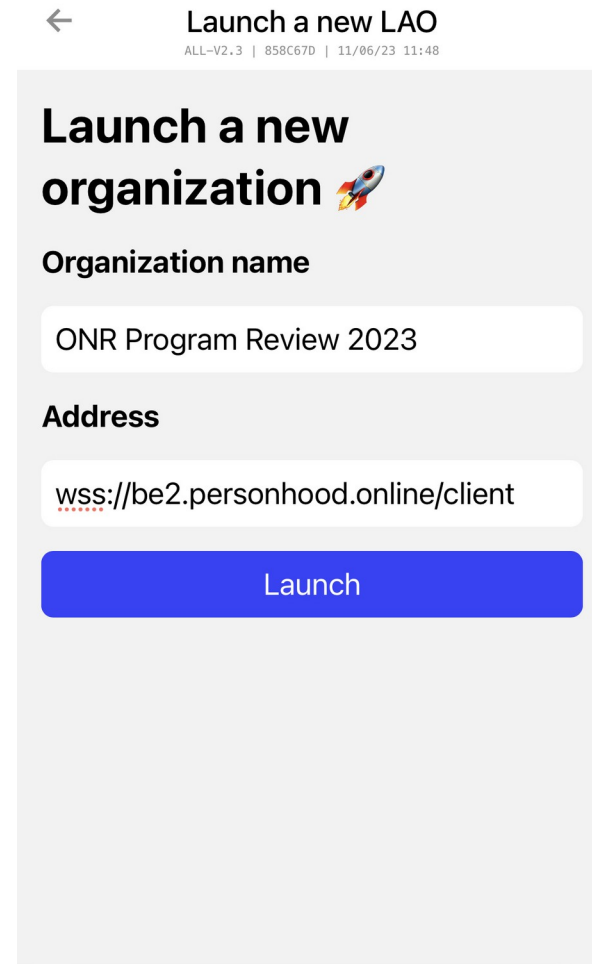 Launch a new LAO
ALL-V2.3 | 858C67D | 11/06/23 11:48
Launch a new
organization 🚀
Organization name
ONR Program Review 2023
Address
wss://be2.personhood.online/client
Launch